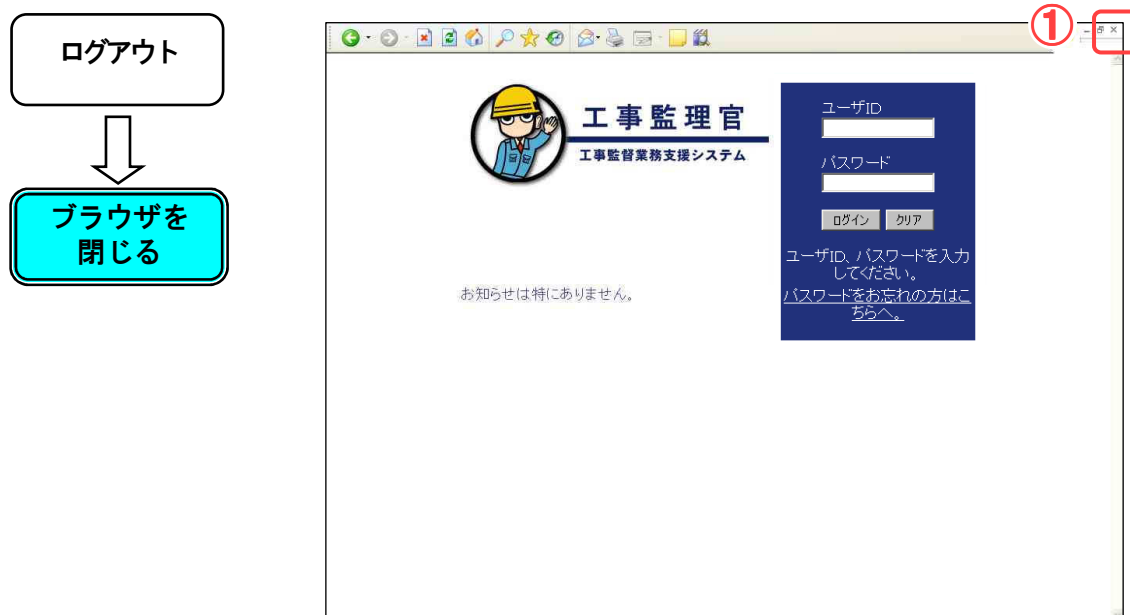 ログアウト
ブラウザを
閉じる
①
工事監理官
工事監督業務支援システム
ユーザID
パスワード
ログイン クリア
ユーザID、パスワードを入力
してください。
パスワードをお忘れの方はこ
ちらへ。
お知らせは特にありません。